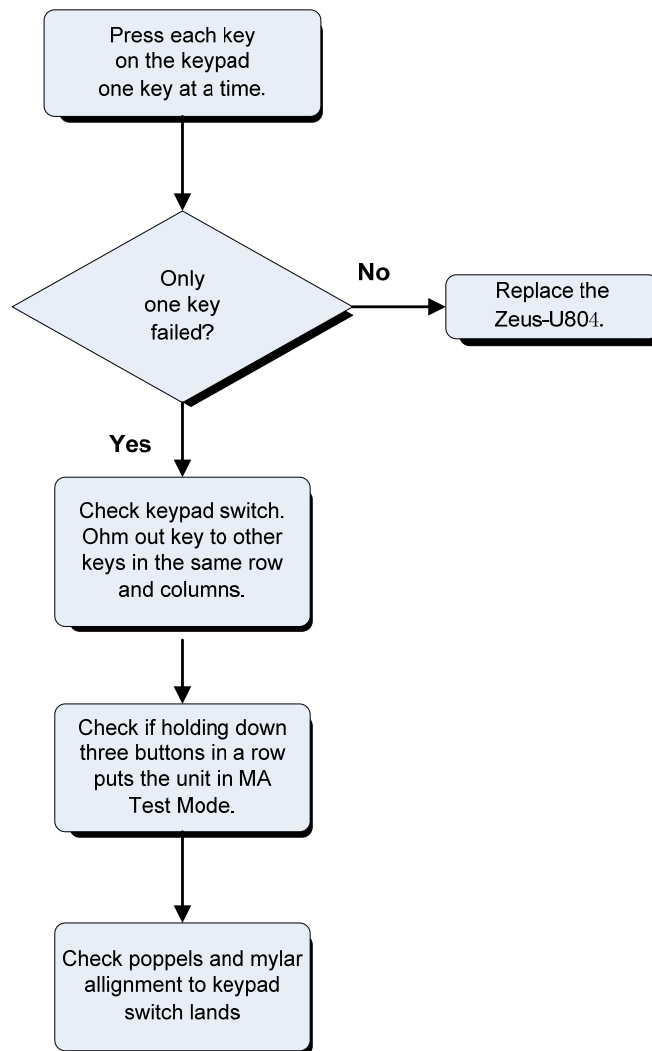 Press each key
on the keypad
one key at a time.
Only
one key
failed?
No
Replace the
Zeus-U804.
Yes
Check keypad switch.
Ohm out key to other
keys in the same row
and columns.
Check if holding down
three buttons in a row
puts the unit in MA
Test Mode.
Check poppels and mylar
allignment to keypad
switch lands